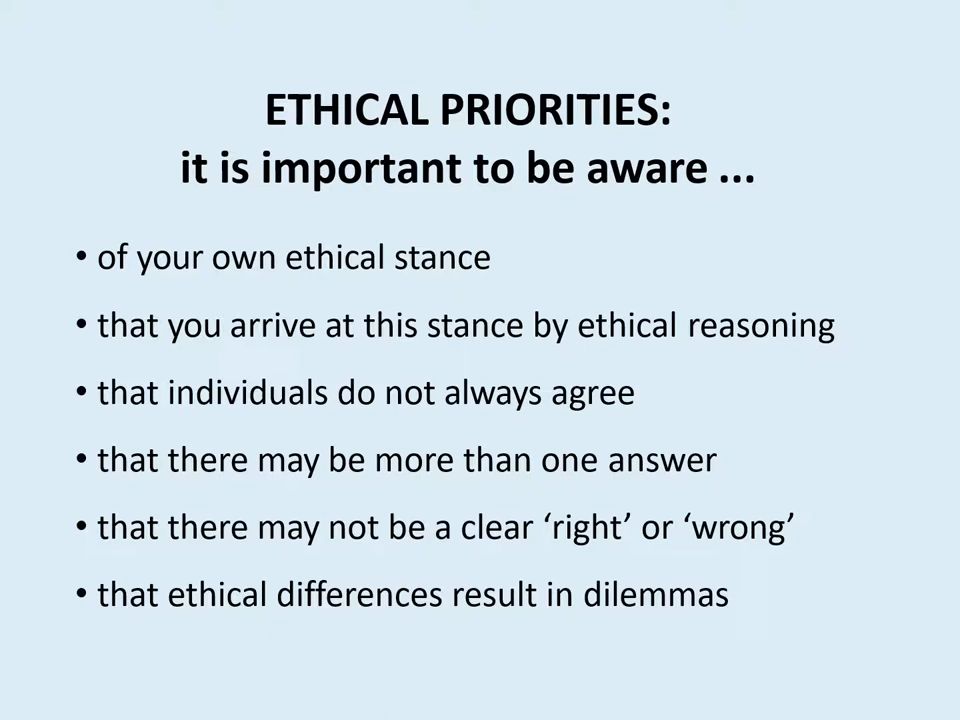 ETHICAL PRIORITIES:
it is important to be aware ...
• of your own ethical stance
• that you arrive at this stance by ethical reasoning
• that individuals do not always agree
• that there may be more than one answer
• that there may not be a clear ‘right’ or ‘wrong’
• that ethical differences result in dilemmas